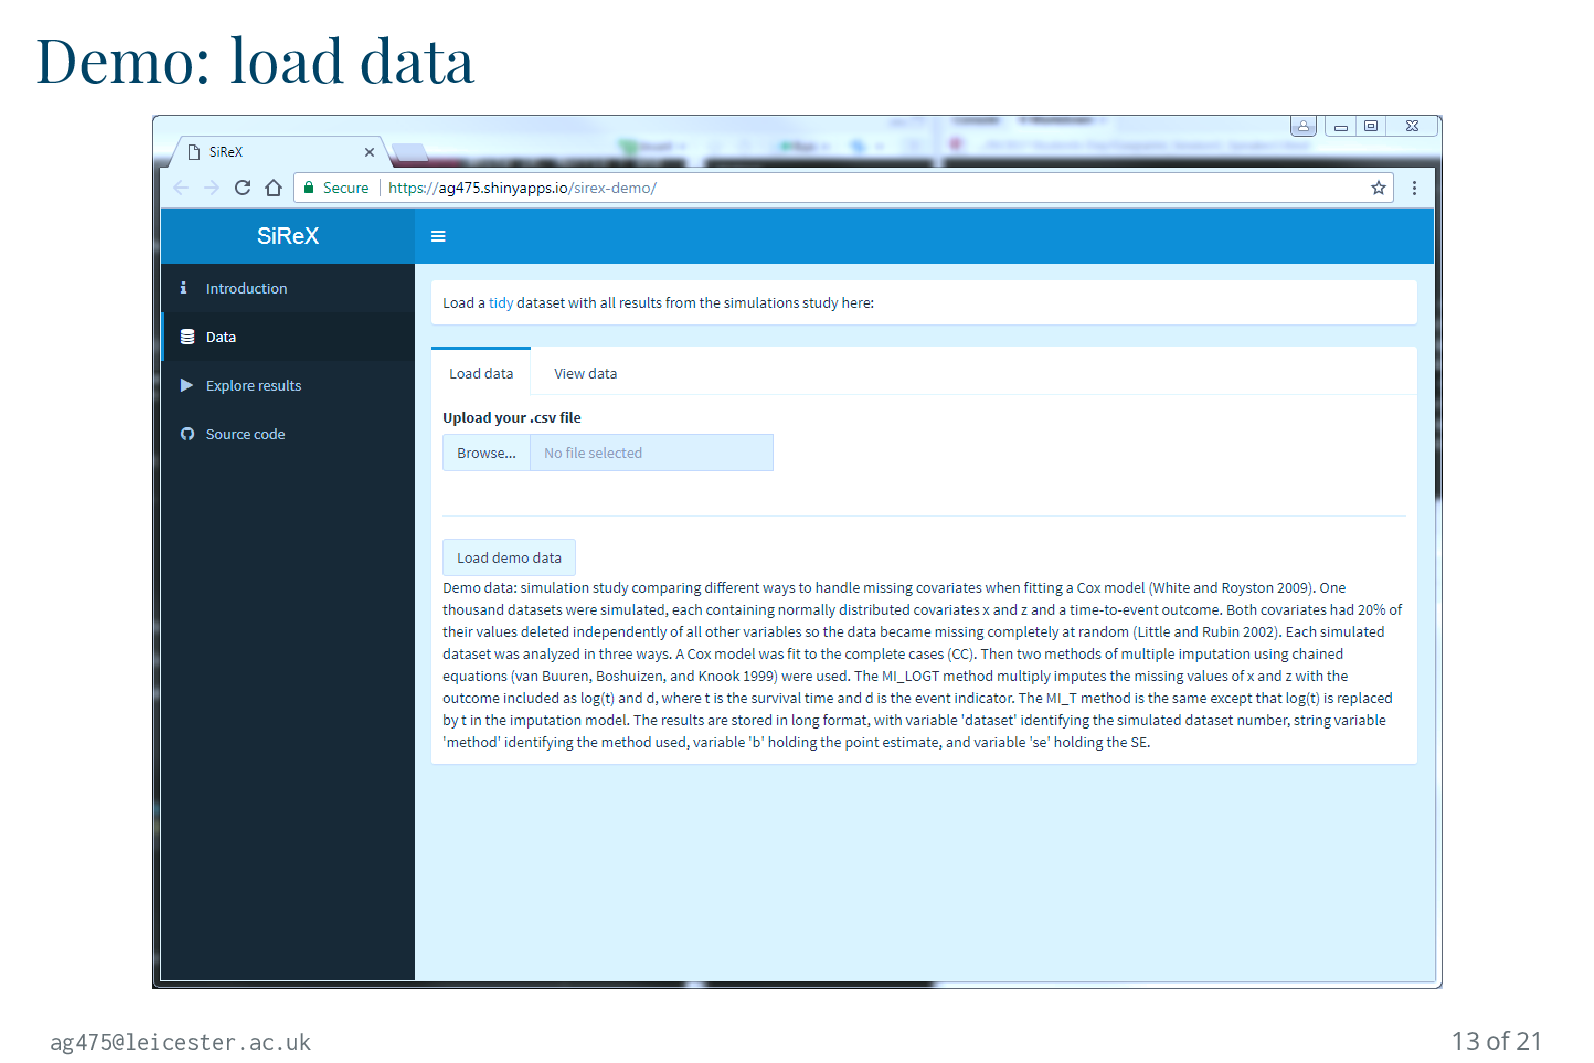 Demo: load data
SiReX
Secure https://ag475.shinyapps.io/sirex-demo/
SiReX
Introduction
Data
Explore results
Source code
Load a tidy dataset with all results from the simulations study here:
Load data View data
Upload your .csv file
Browse... No file selected
Load demo data
Demo data: simulation study comparing different ways to handle missing covariates when fitting a Cox model (White and Royston 2009). One
thousand datasets were simulated, each containing normally distributed covariates x and z and a time-to-event outcome. Both covariates had 20% of
their values deleted independently of all other variables so the data became missing completely at random (Little and Rubin 2002). Each simulated
dataset was analyzed in three ways. A Cox model was fit to the complete cases (CC). Then two methods of multiple imputation using chained
equations (van Buuren, Boshuizen, and Knook 1999) were used. The MI_LOGT method multiply imputes the missing values of x and z with the
outcome included as log(t) and d, where t is the survival time and d is the event indicator. The MI_T method is the same except that log(t) is replaced
by t in the imputation model. The results are stored in long format, with variable 'dataset' identifying the simulated dataset number, string variable
'method' identifying the method used, variable 'b' holding the point estimate, and variable 'se' holding the SE.
ag475@leicester.ac.uk
13 of 21